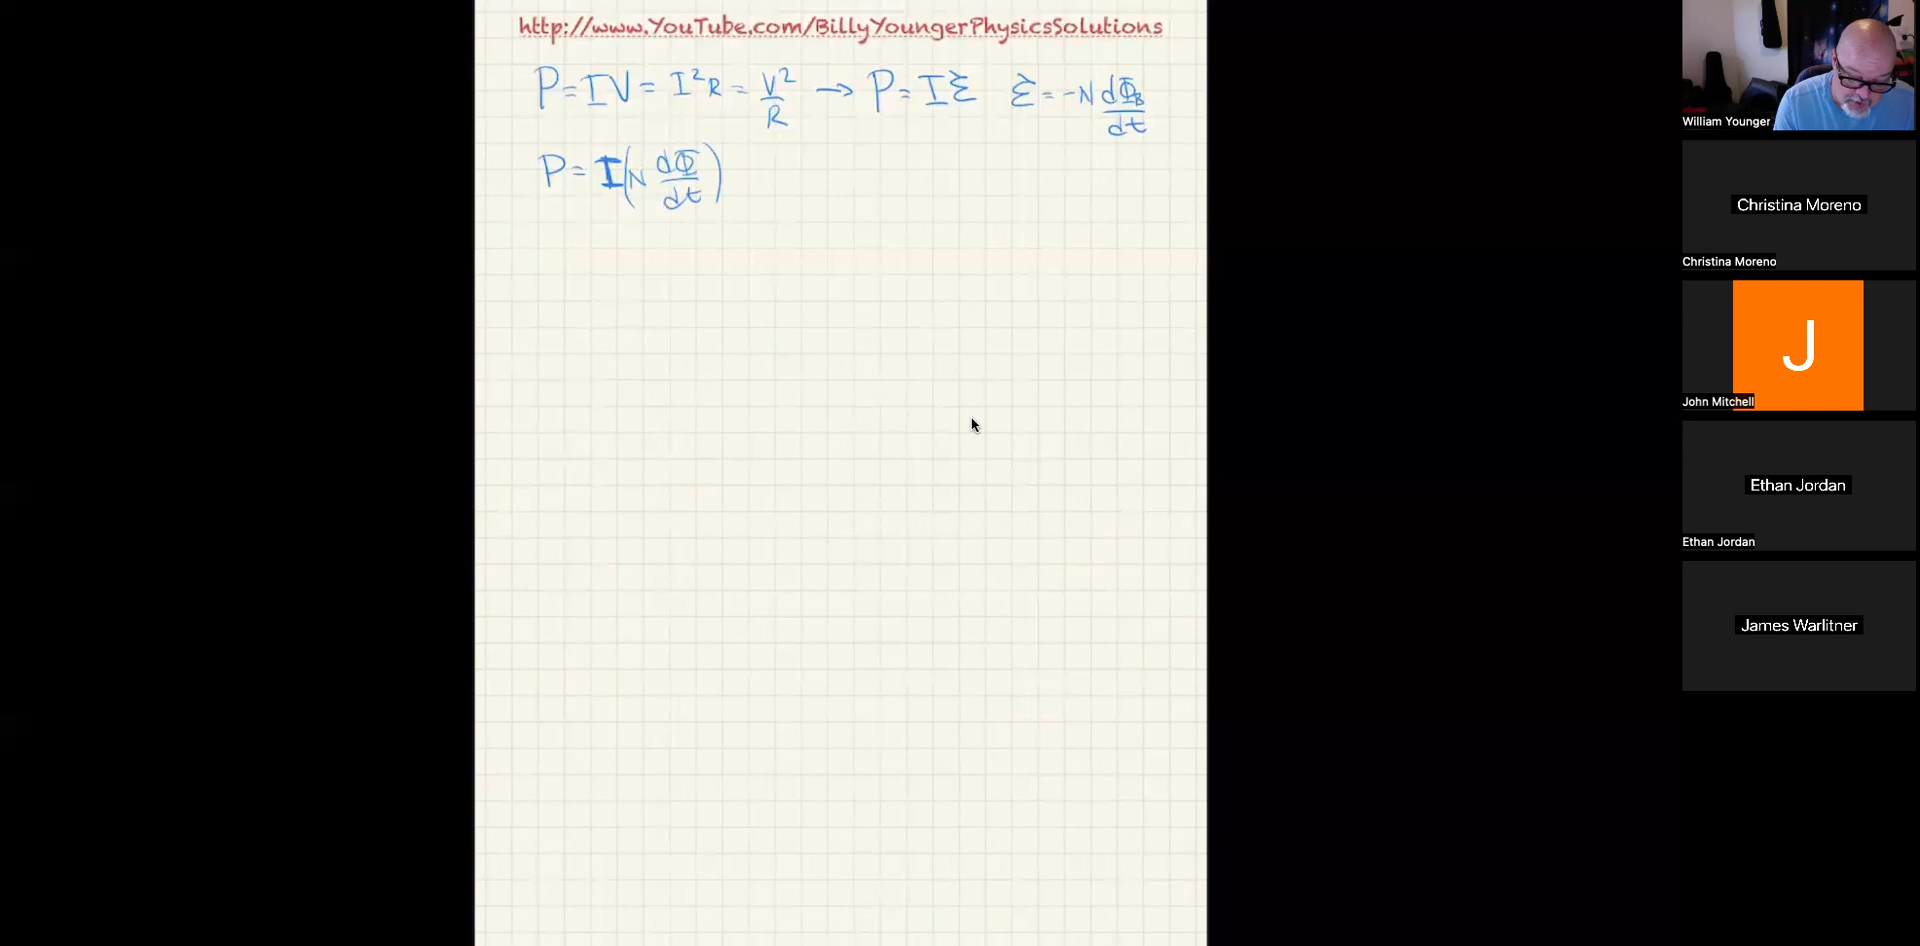 http://www.YouTube.com/BillyYoungerPhysicsSolutions
P=IV=I²R=V²/R → P=Iℰ ℰ=-N dΦ_B/dt
P=I(N dΦ/dt)
William Younger
Christina Moreno
Christina Moreno
J
John Mitchell
Ethan Jordan
Ethan Jordan
James Warlitner